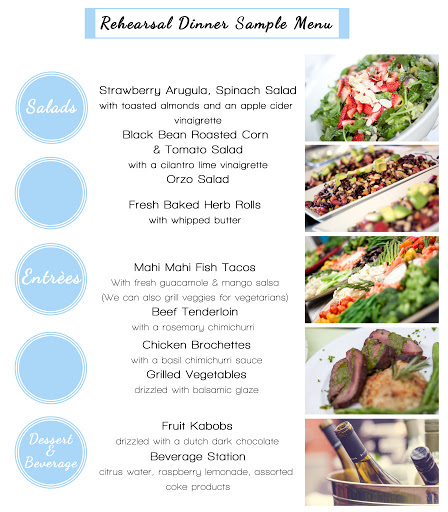 Rehearsal Dinner Sample Menu
Salads
Strawberry Arugula, Spinach Salad
with toasted almonds and an apple cider
vinaigrette
Black Bean Roasted Corn
& Tomato Salad
with a cilantro lime vinaigrette
Orzo Salad
Fresh Baked Herb Rolls
with whipped butter
Entrèes
Mahi Mahi Fish Tacos
With fresh guacamole & mango salsa
(We can also grill veggies for vegetarians)
Beef Tenderloin
with a rosemary chimichurri
Chicken Brochettes
with a basil chimichurri sauce
Grilled Vegetables
drizzled with balsamic glaze
Dessert
&
Beverage
Fruit Kabobs
drizzled with a dutch dark chocolate
Beverage Station
citrus water, raspberry lemonade, assorted
coke products